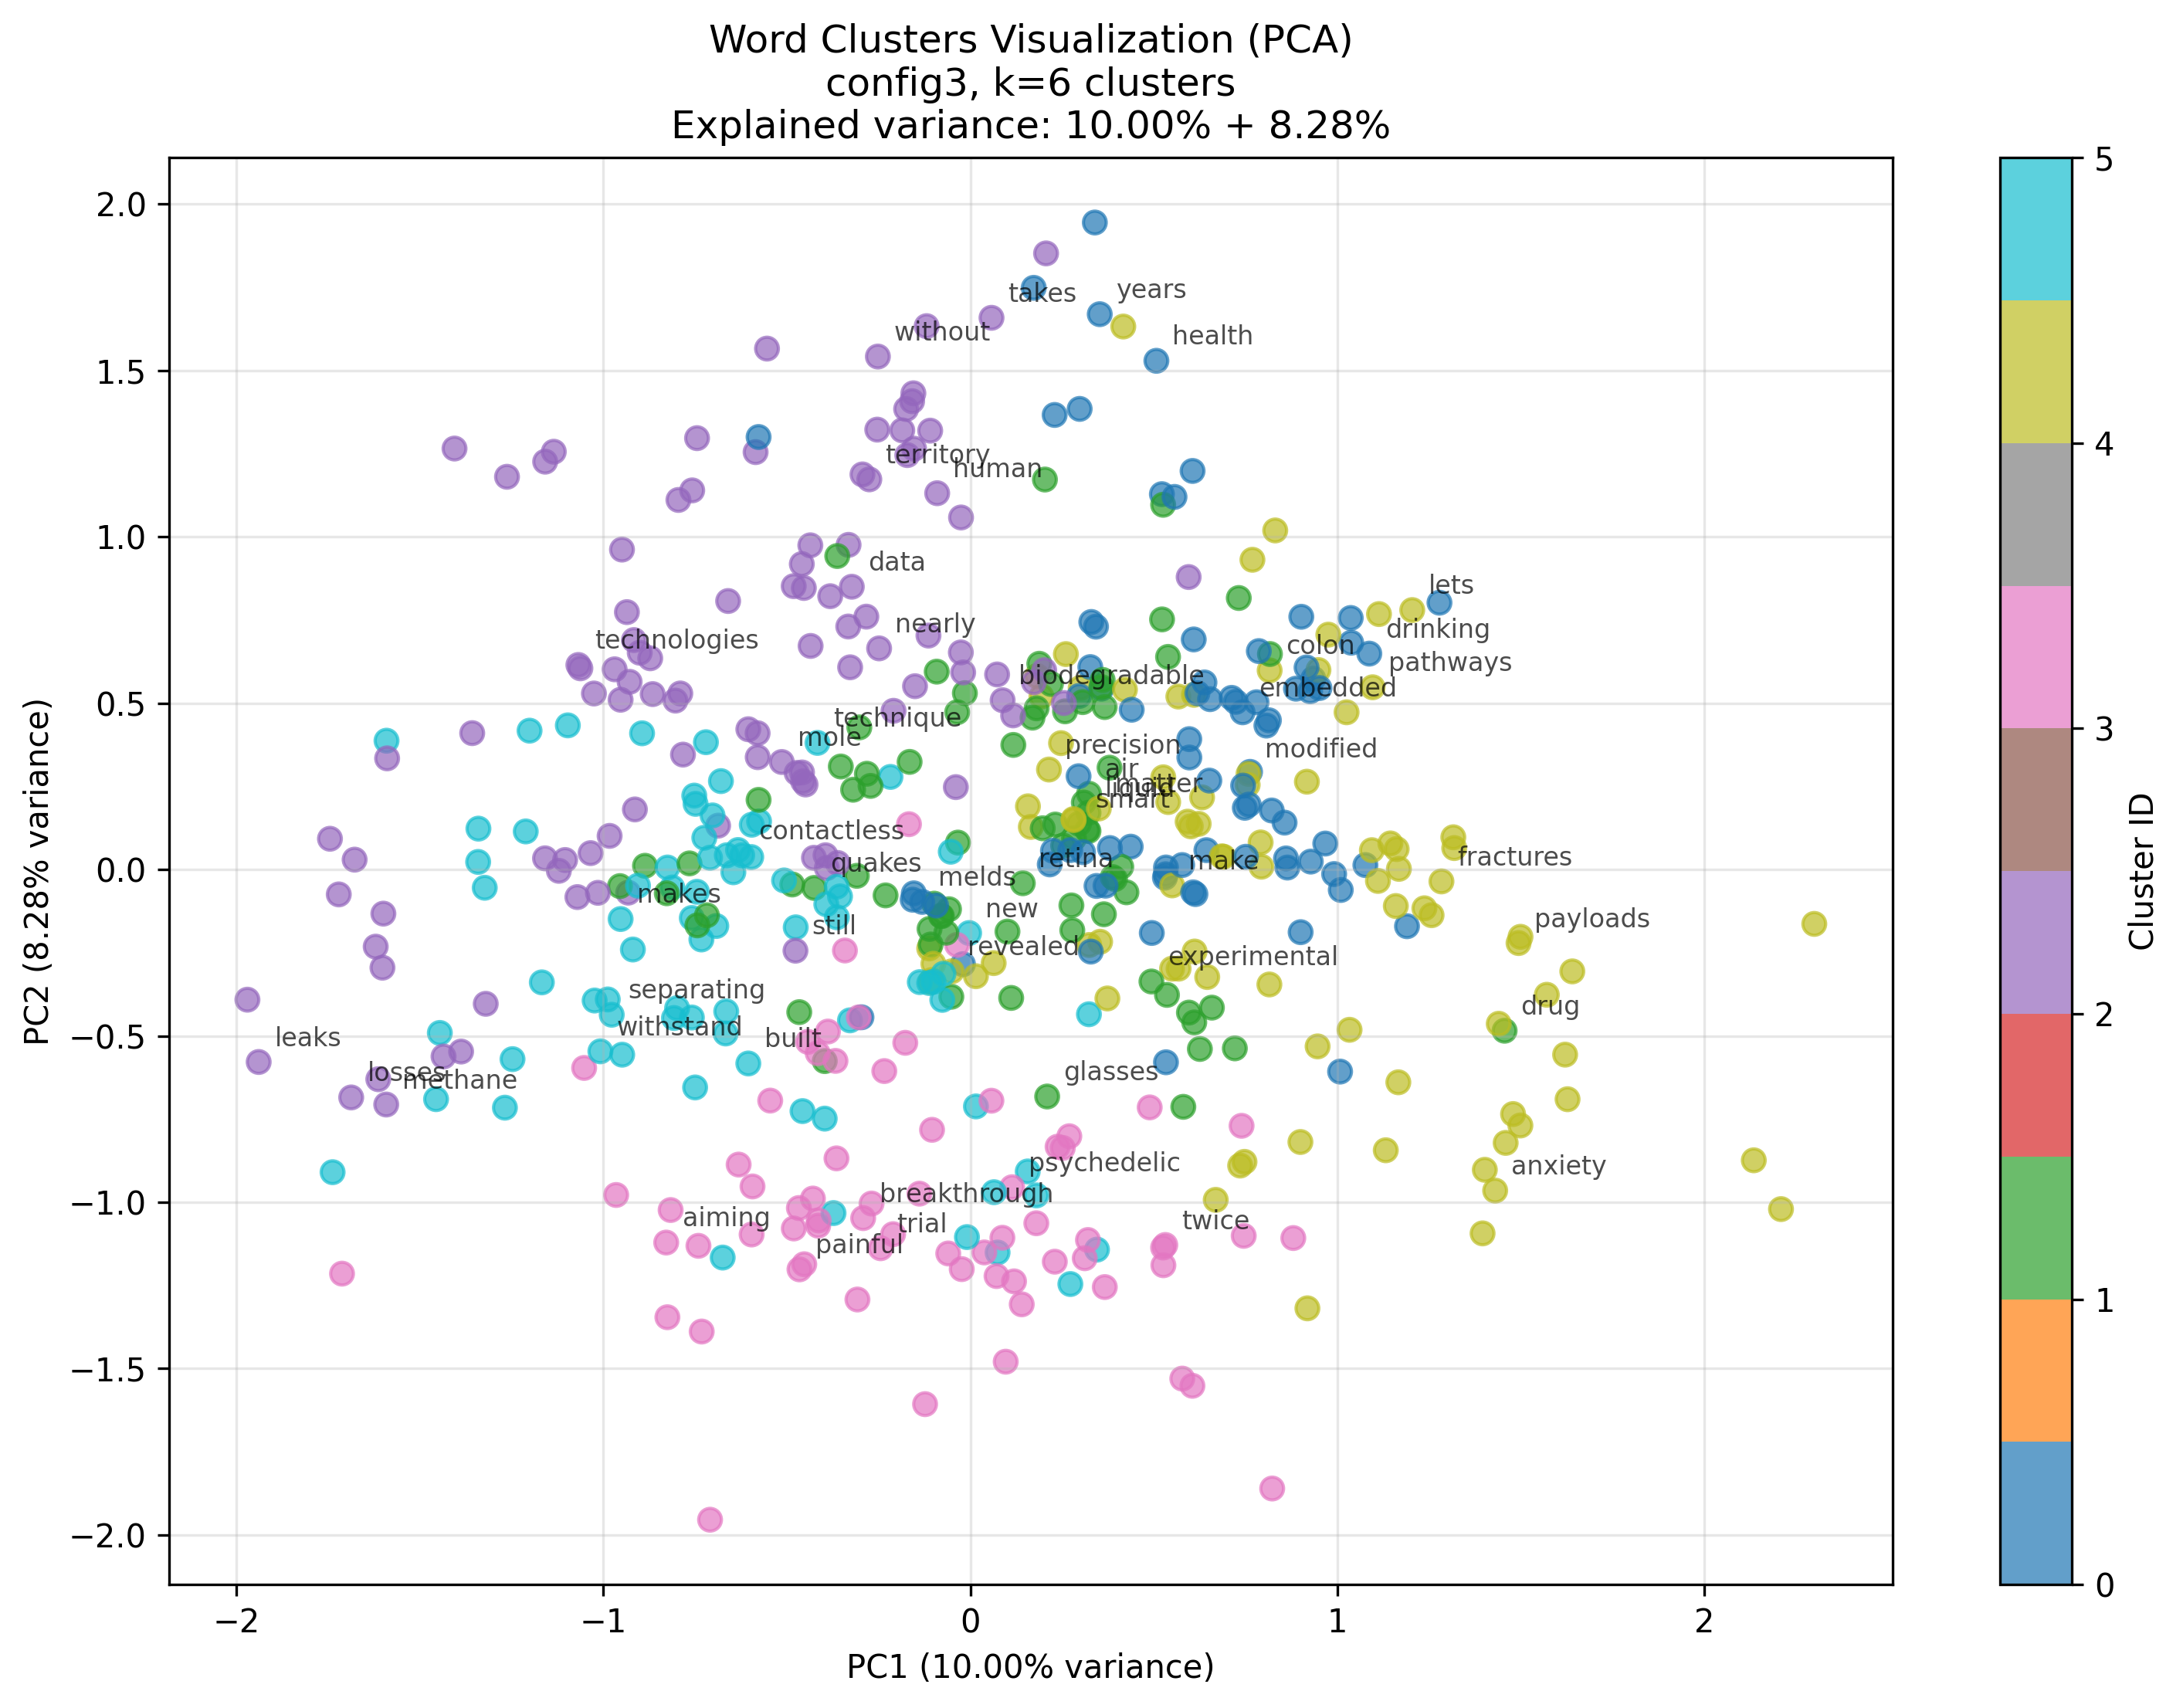 Word Clusters Visualization (PCA)
config3, k=6 clusters
Explained variance: 10.00% + 8.28%
2.0
1.5
1.0
0.5
0.0
−0.5
−1.0
−1.5
−2.0
PC2 (8.28% variance)
takes
years
without
health
territory
human
data
lets
nearly
drinking
technologies
colon
pathways
biodegradable
embedded
technique
mole
precision
modified
air
matter
liquid
smart
contactless
quakes
retina
make
fractures
melds
makes
new
still
payloads
revealed
experimental
separating
drug
withstand
built
leaks
losses
methane
glasses
psychedelic
anxiety
breakthrough
aiming
trial
twice
painful
−2
−1
0
1
2
PC1 (10.00% variance)
5
4
3
2
1
0
Cluster ID